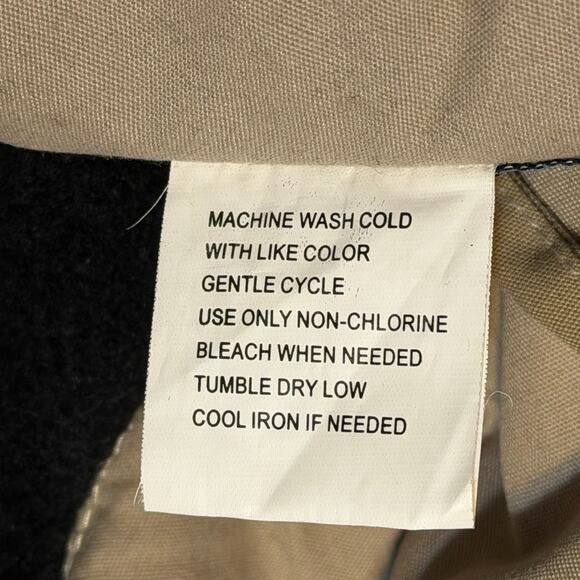 MACHINE WASH COLD
WITH LIKE COLOR
GENTLE CYCLE
USE ONLY NON-CHLORINE
BLEACH WHEN NEEDED
TUMBLE DRY LOW
COOL IRON IF NEEDED